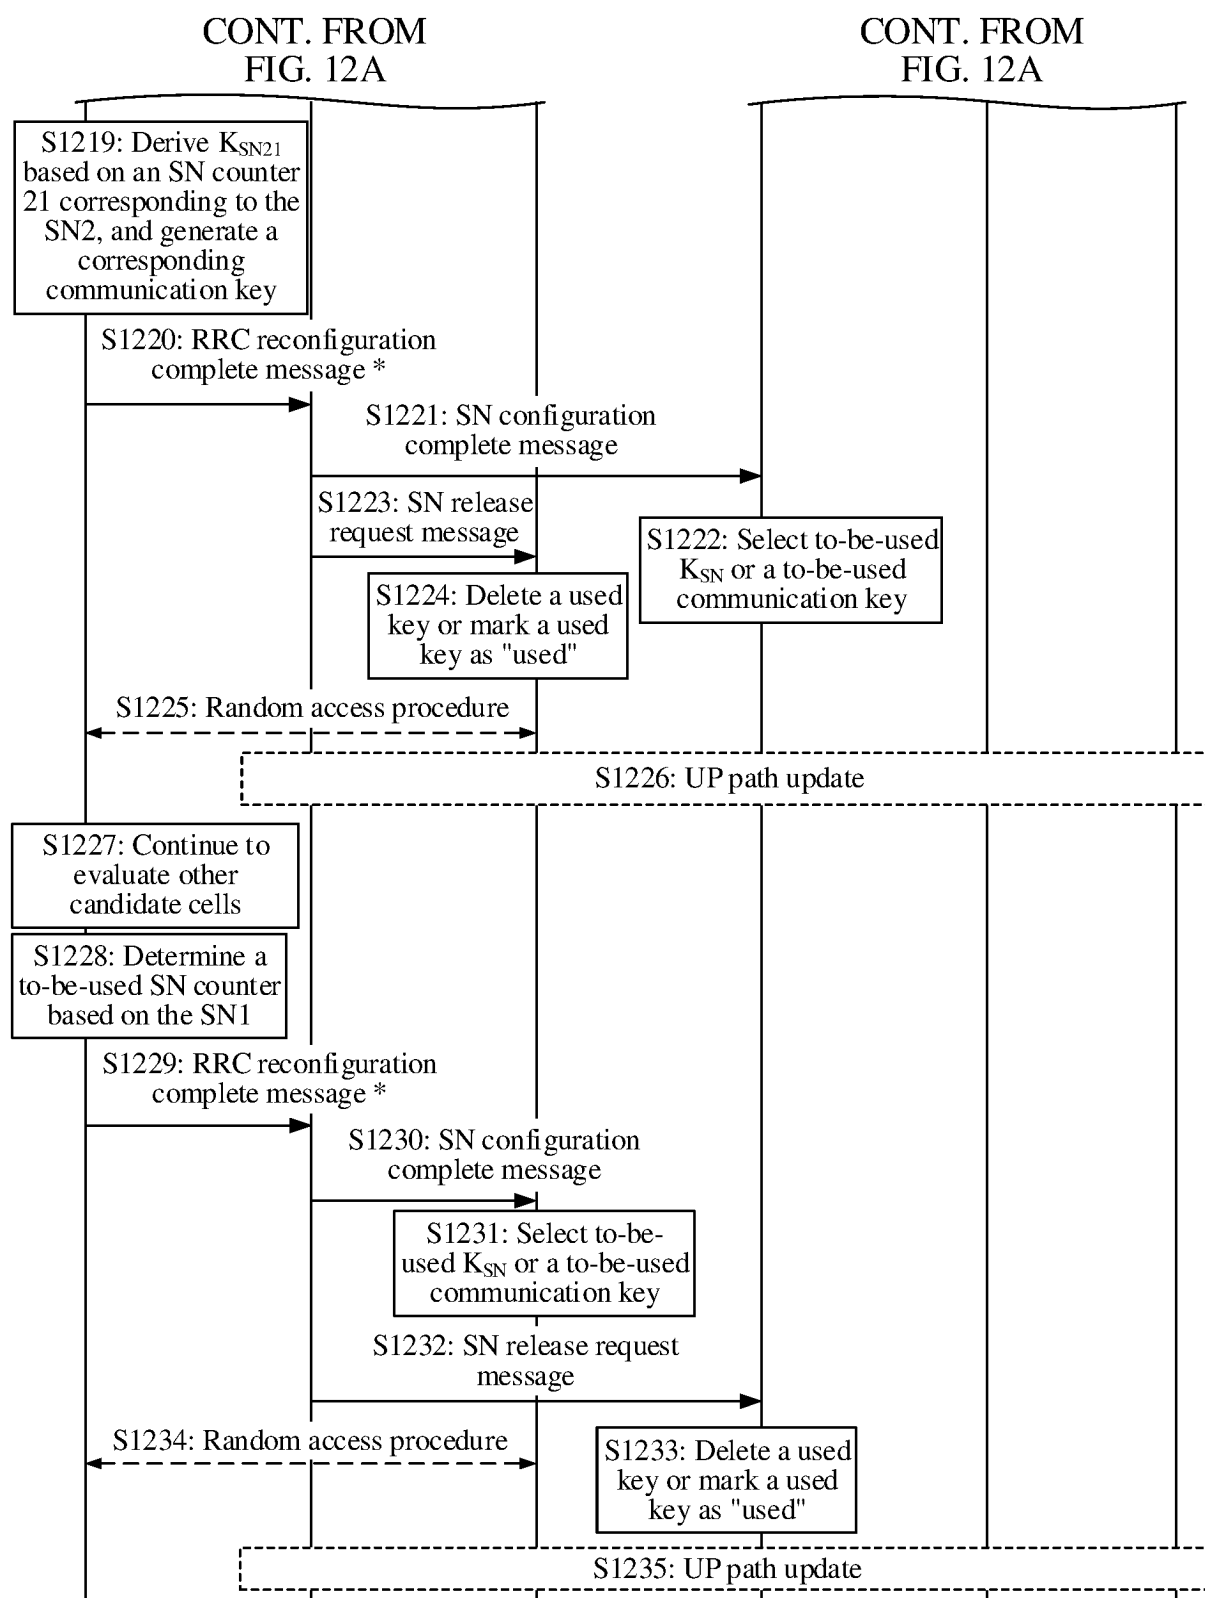 CONT. FROM
FIG. 12A
CONT. FROM
FIG. 12A
S1219: Derive KSN21
based on an SN counter
21 corresponding to the
SN2, and generate a
corresponding
communication key
S1220: RRC reconfiguration
complete message *
S1221: SN configuration
complete message
S1223: SN release
request message
S1222: Select to-be-used
KSN or a to-be-used
communication key
S1224: Delete a used
key or mark a used
key as "used"
S1225: Random access procedure
S1226: UP path update
S1227: Continue to
evaluate other
candidate cells
S1228: Determine a
to-be-used SN counter
based on the SN1
S1229: RRC reconfiguration
complete message *
S1230: SN configuration
complete message
S1231: Select to-be-
used KSN or a to-be-used
communication key
S1232: SN release request
message
S1234: Random access procedure
S1233: Delete a used
key or mark a used
key as "used"
S1235: UP path update